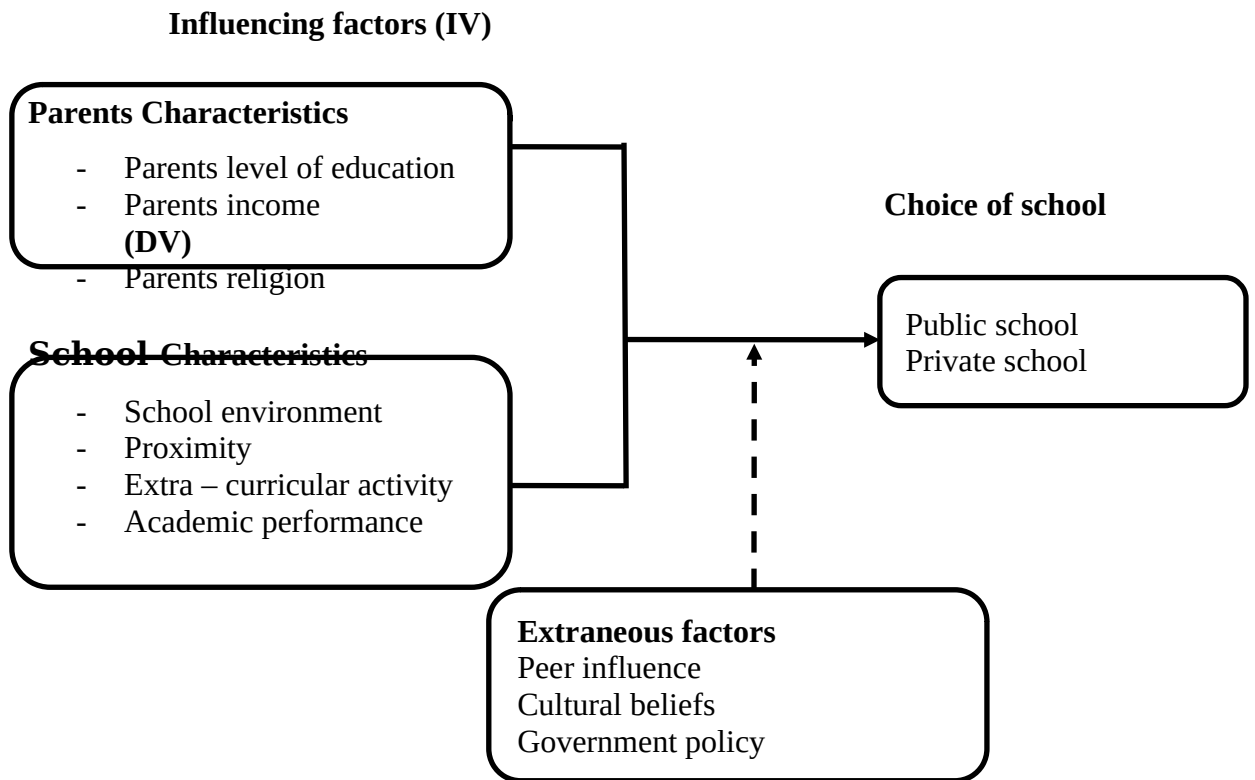 Influencing factors (IV)
Parents Characteristics
- Parents level of education
- Parents income
(DV)
- Parents religion
School Characteristics
- School environment
- Proximity
- Extra – curricular activity
- Academic performance
Choice of school
Public school
Private school
Extraneous factors
Peer influence
Cultural beliefs
Government policy